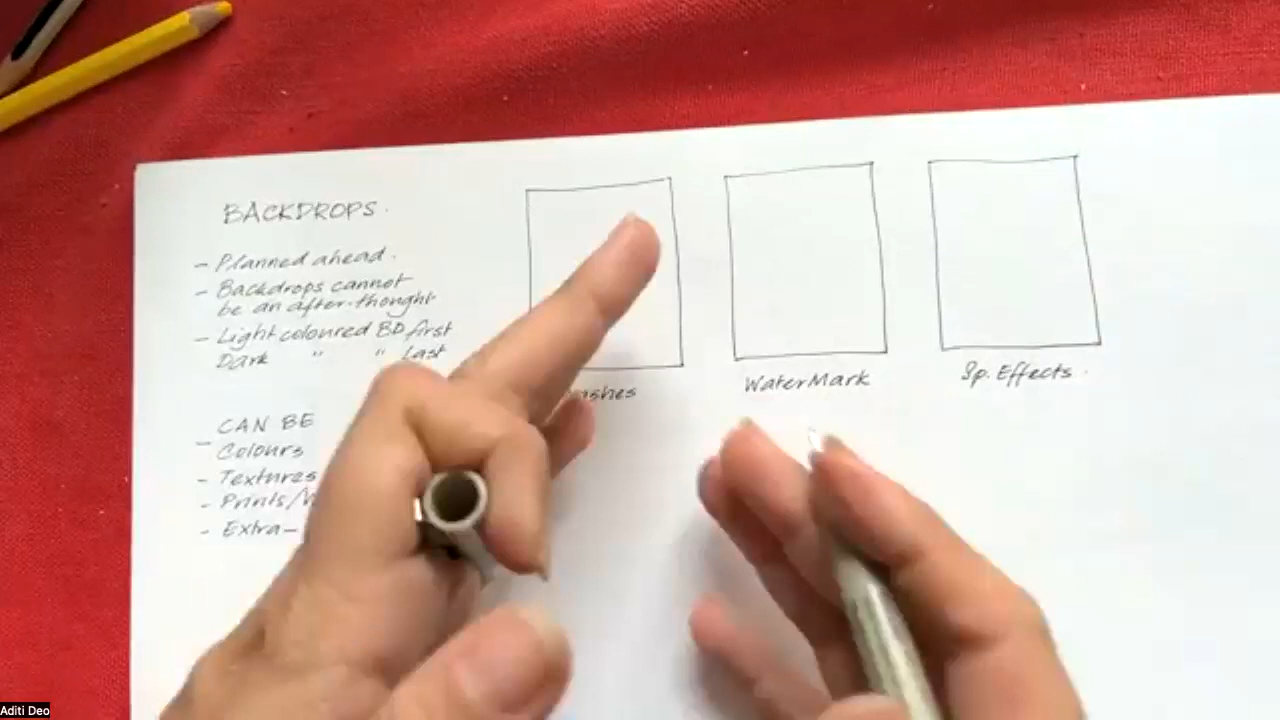 BACKDROPS.
- Planned ahead.
- Backdrops cannot
be an after-thought
- Light coloured BD first
Dark " " Last
CAN BE
- Colours
- Textures
- Prints/
- Extra-
WaterMark
Sp. Effects.
Aditi Deo